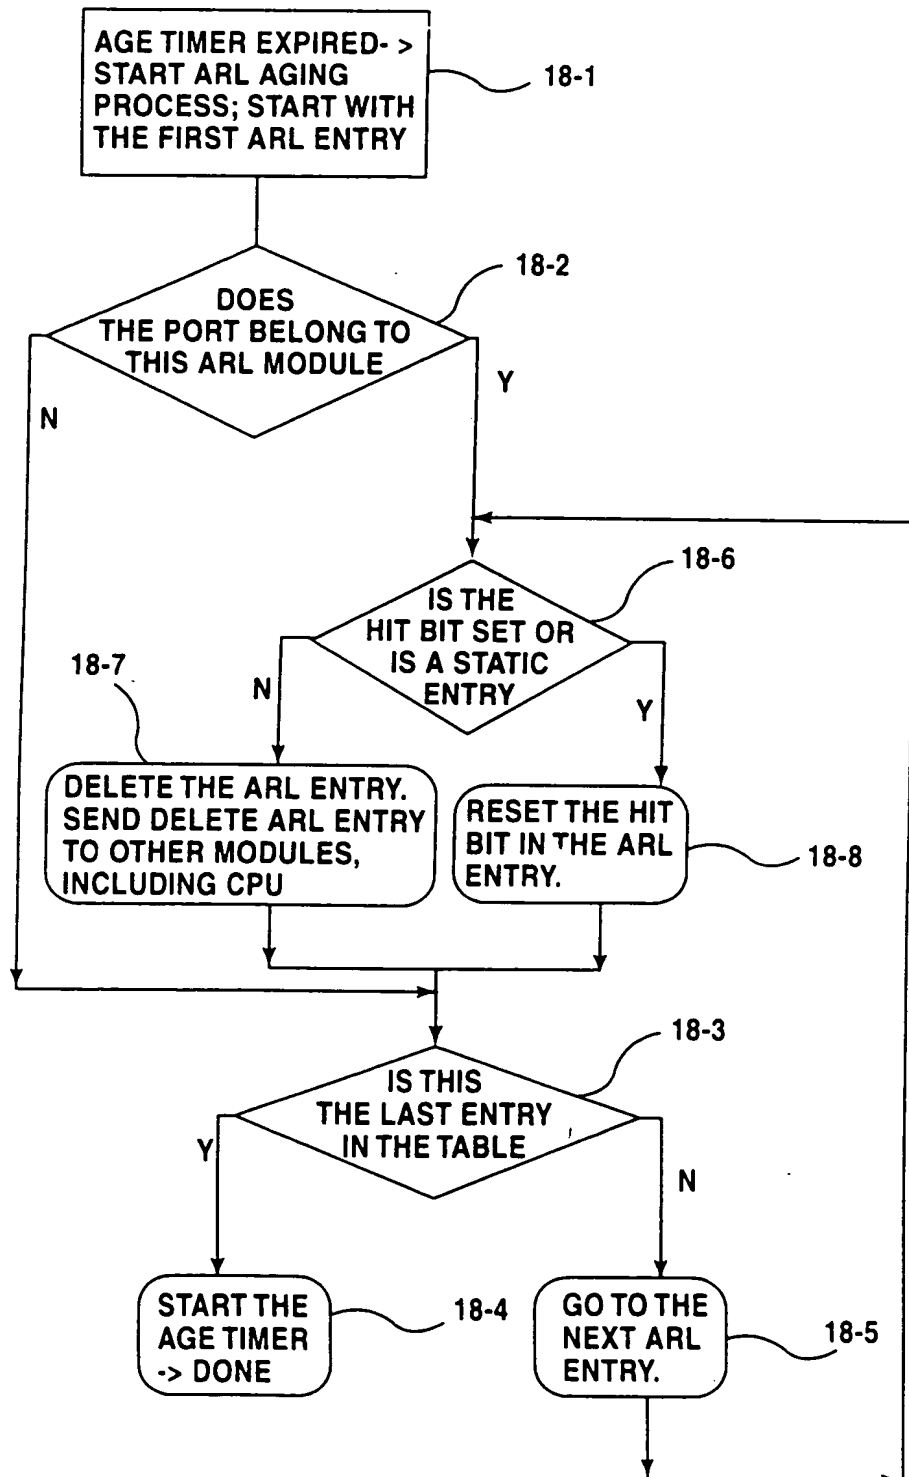 AGE TIMER EXPIRED- >
START ARL AGING
PROCESS; START WITH
THE FIRST ARL ENTRY
18-1
18-2
DOES
THE PORT BELONG TO
THIS ARL MODULE
Y
N
18-6
IS THE
HIT BIT SET OR
IS A STATIC
ENTRY
18-7
N
Y
DELETE THE ARL ENTRY.
SEND DELETE ARL ENTRY
TO OTHER MODULES,
INCLUDING CPU
RESET THE HIT
BIT IN THE ARL
ENTRY.
18-8
18-3
IS THIS
THE LAST ENTRY
IN THE TABLE
Y
N
START THE
AGE TIMER
-> DONE
18-4
GO TO THE
NEXT ARL
ENTRY.
18-5